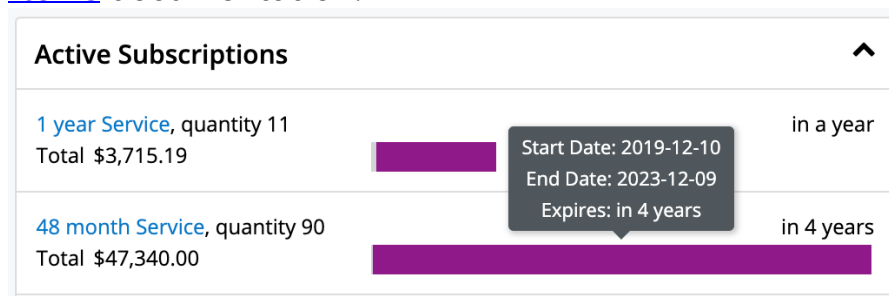 Active Subscriptions
1 year Service, quantity 11
in a year
Total $3,715.19
Start Date: 2019-12-10
End Date: 2023-12-09
Expires: in 4 years
48 month Service, quantity 90
in 4 years
Total $47,340.00